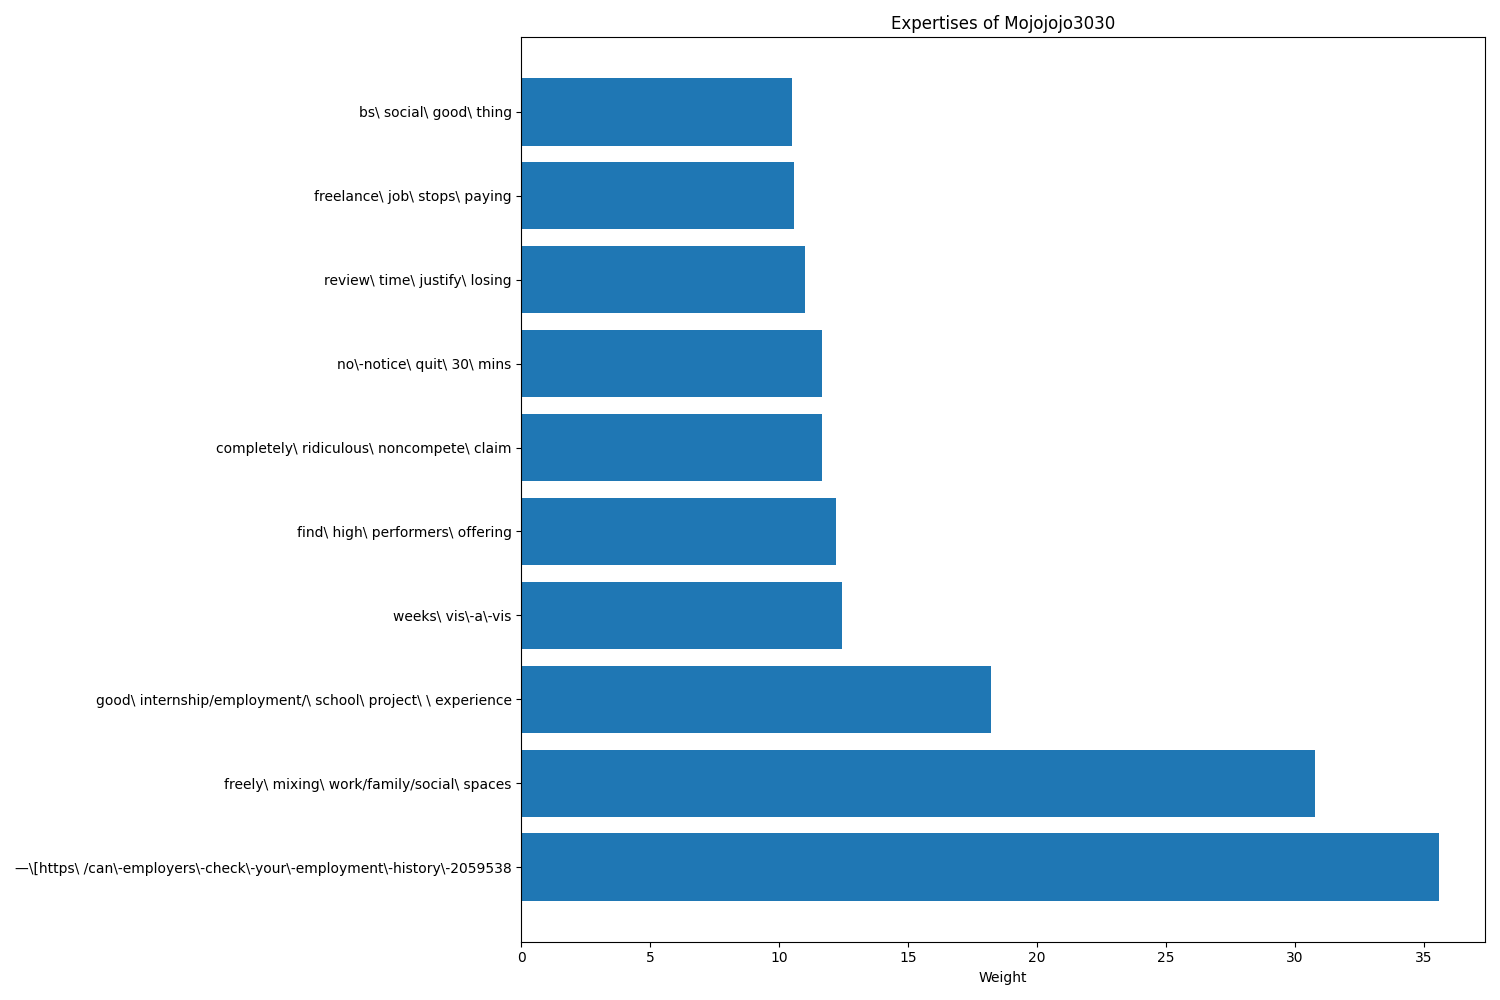 Expertises of Mojojojo3030
bs\ social\ good\ thing
freelance\ job\ stops\ paying
review\ time\ justify\ losing
no\-notice\ quit\ 30\ mins
completely\ ridiculous\ noncompete\ claim
find\ high\ performers\ offering
weeks\ vis\-a\-vis
good\ internship/employment/\ school\ project\ \ experience
freely\ mixing\ work/family/social\ spaces
—\[https\ /can\-employers\-check\-your\-employment\-history\-2059538
0 5 10 15 20 25 30 35
Weight